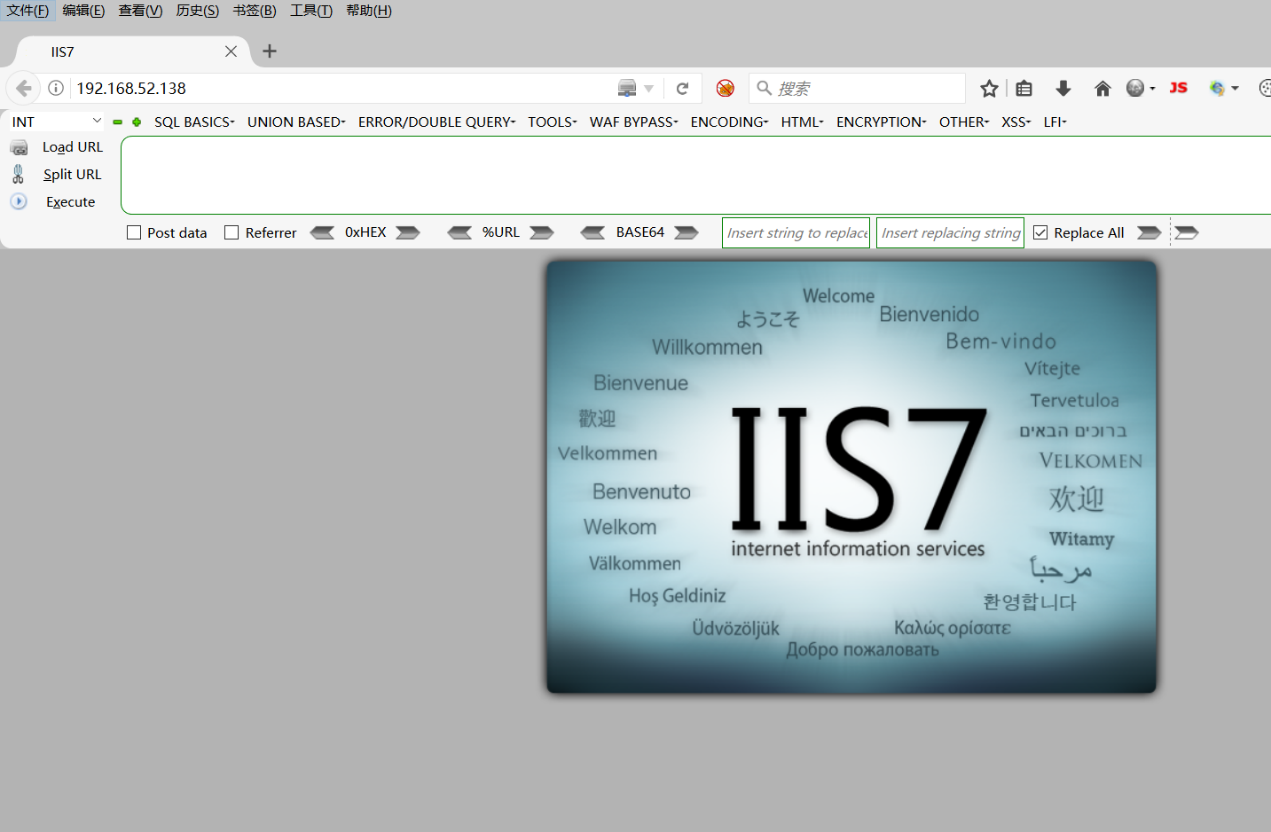 文件(F) 编辑(E) 查看(V) 历史(S) 书签(B) 工具(T) 帮助(H)
IIS7
192.168.52.138
搜索
JS
INT
SQL BASICS UNION BASED ERROR/DOUBLE QUERY TOOLS WAF BYPASS ENCODING HTML ENCRYPTION OTHER XSS LFI
Load URL
Split URL
Execute
Post data Referrer 0xHEX %URL BASE64 Insert string to replace Insert replacing string Replace All
Welcome
ようこそ
Bienvenido
Willkommen
Bem-vindo
Vítejte
Bienvenue
Tervetuloa
歡迎
ברוכים הבאים
Velkommen
VELKOMEN
Benvenuto
欢迎
IIS7
Welkom
Witamy
internet information services
Välkommen
مرحباً
Hoş Geldiniz
환영합니다
Üdvözöljük
Καλώς ορίσατε
Добро пожаловать